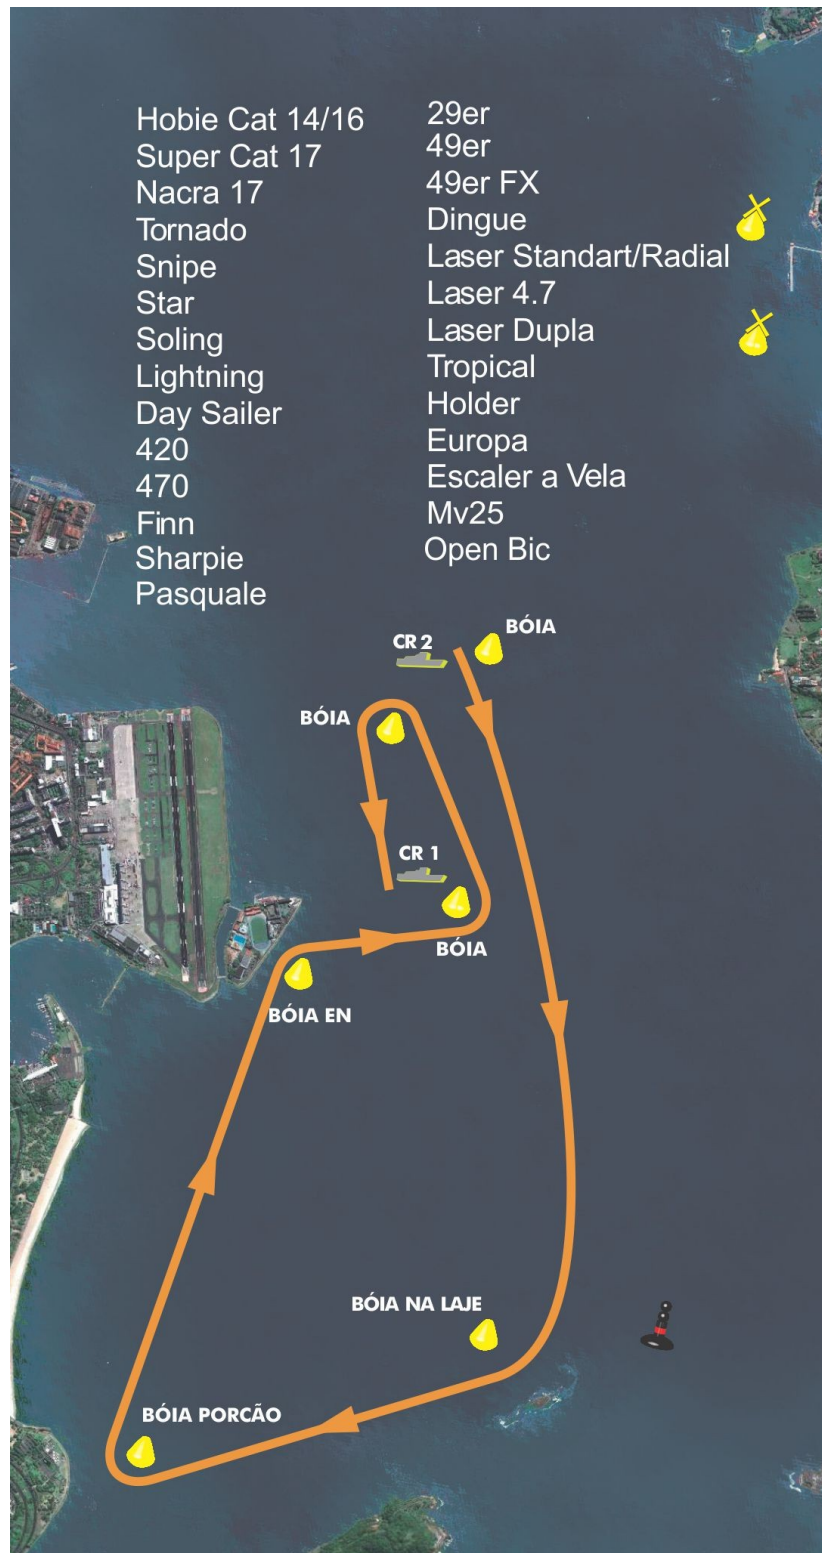 Hobie Cat 14/16
Super Cat 17
Nacra 17
Tornado
Snipe
Star
Soling
Lightning
Day Sailer
420
470
Finn
Sharpie
Pasquale
29er
49er
49er FX
Dingue
Laser Standart/Radial
Laser 4.7
Laser Dupla
Tropical
Holder
Europa
Escaler a Vela
Mv25
Open Bic
BÓIA
CR 2
BÓIA
CR 1
BÓIA
BÓIA EN
BÓIA NA LAJE
BÓIA PORCÃO